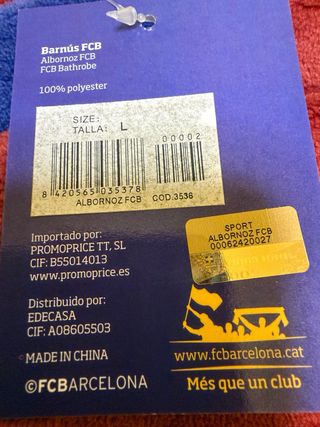 Barnús FCB
Albornoz FCB
FCB Bathrobe
100% polyester
SIZE:
TALLA: L
00002
8 420565 035378
ALBORNOZ FCB COD.3536
SPORT
ALBORNOZ FCB
00062420027
Importado por:
PROMOPRICE TT, SL
CIF: B55014013
www.promoprice.es
Distribuido por:
EDECASA
CIF: A08605503
MADE IN CHINA
©FCBARCELONA
www.fcbarcelona.cat
Més que un club